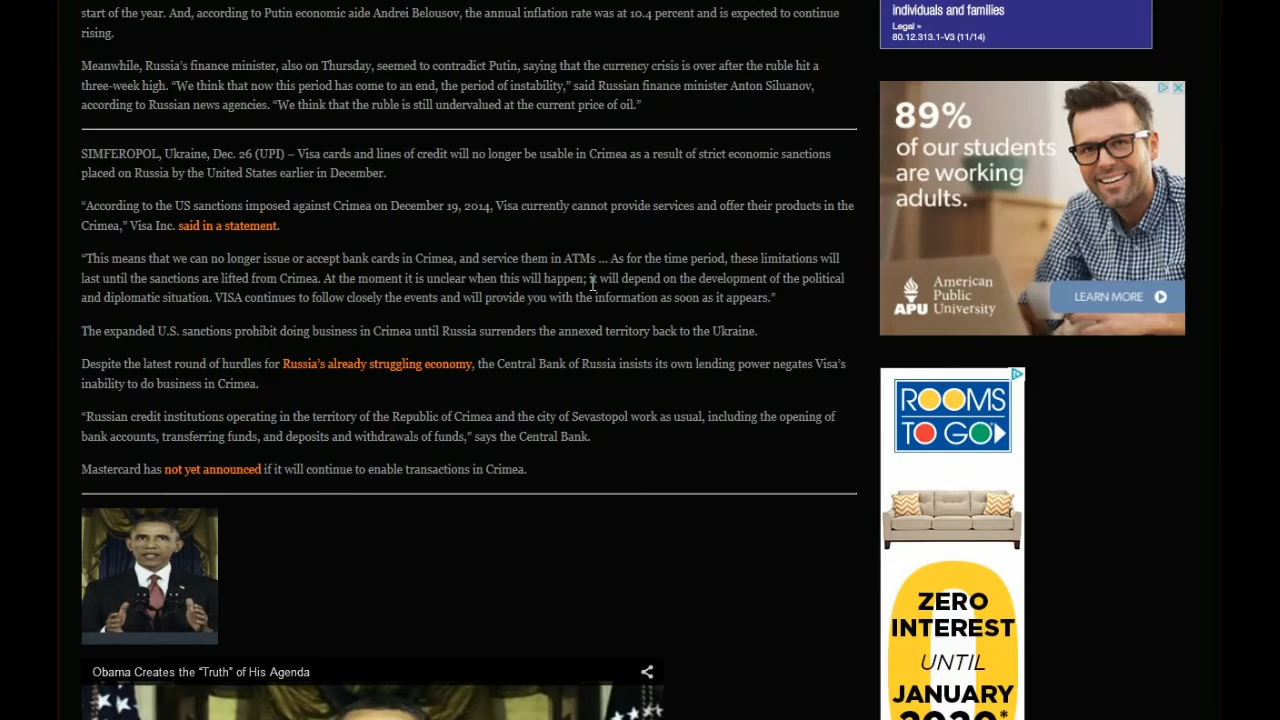 start of the year. And, according to Putin economic aide Andrei Belousov, the annual inflation rate was at 10.4 percent and is expected to continue
rising.
Meanwhile, Russia’s finance minister, also on Thursday, seemed to contradict Putin, saying that the currency crisis is over after the ruble hit a
three-week high. “We think that now this period has come to an end, the period of instability,” said Russian finance minister Anton Siluanov,
according to Russian news agencies. “We think that the ruble is still undervalued at the current price of oil.”
SIMFEROPOL, Ukraine, Dec. 26 (UPI) – Visa cards and lines of credit will no longer be usable in Crimea as a result of strict economic sanctions
placed on Russia by the United States earlier in December.
“According to the US sanctions imposed against Crimea on December 19, 2014, Visa currently cannot provide services and offer their products in the
Crimea,” Visa Inc. said in a statement.
“This means that we can no longer issue or accept bank cards in Crimea, and service them in ATMs ... As for the time period, these limitations will
last until the sanctions are lifted from Crimea. At the moment it is unclear when this will happen; it will depend on the development of the political
and diplomatic situation. VISA continues to follow closely the events and will provide you with the information as soon as it appears.”
The expanded U.S. sanctions prohibit doing business in Crimea until Russia surrenders the annexed territory back to the Ukraine.
Despite the latest round of hurdles for Russia’s already struggling economy, the Central Bank of Russia insists its own lending power negates Visa’s
inability to do business in Crimea.
“Russian credit institutions operating in the territory of the Republic of Crimea and the city of Sevastopol work as usual, including the opening of
bank accounts, transferring funds, and deposits and withdrawals of funds,” says the Central Bank.
Mastercard has not yet announced if it will continue to enable transactions in Crimea.
Obama Creates the “Truth” of His Agenda
individuals and families
Legal »
80.12.313.1-V3 (11/14)
89%
of our students
are working
adults.
APU
American
Public
University
LEARN MORE
ROOMS
TO GO
ZERO
INTEREST
UNTIL
JANUARY
2020*